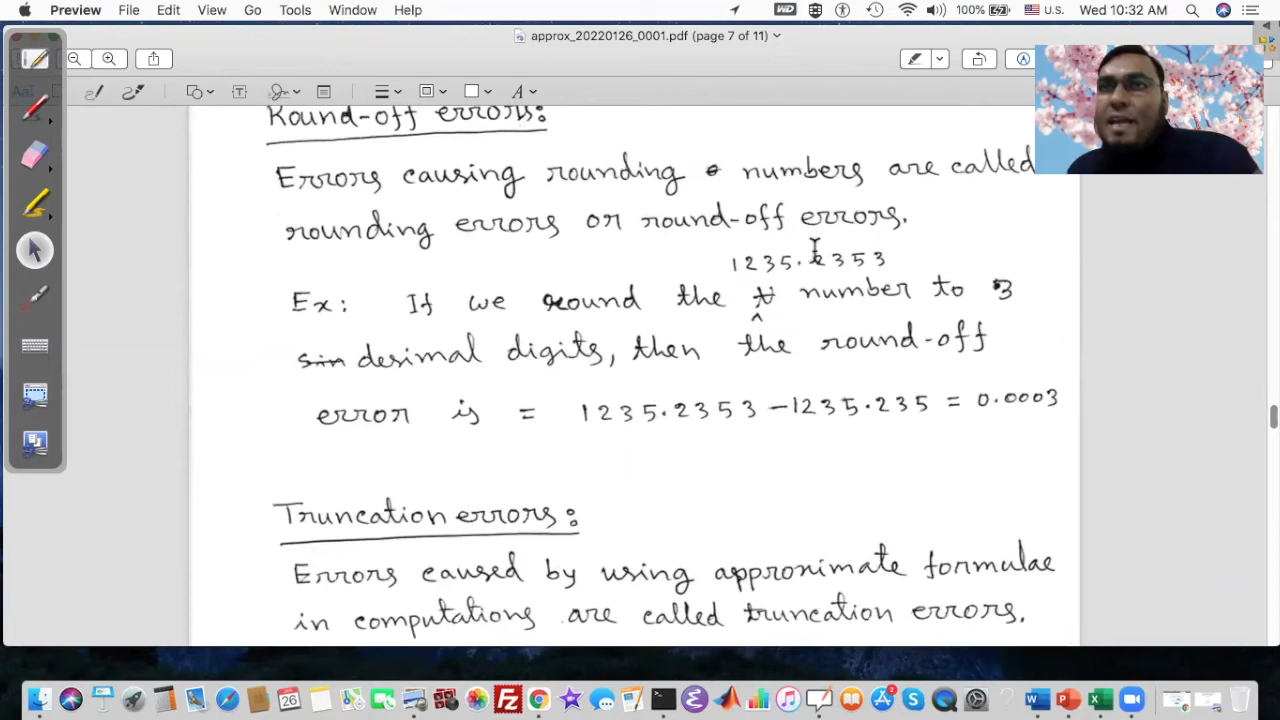 Preview File Edit View Go Tools Window Help
WD 100% U.S. Wed 10:32 AM
approx_20220126_0001.pdf (page 7 of 11)
Round-off errors:
Errors causing rounding numbers are called
rounding errors or round-off errors.
1235.2353
Ex: If we round the number to 3
desimal digits, then the round-off
error is = 1235.2353 - 1235.235 = 0.0003
Truncation errors:
Errors caused by using approximate formulae
in computations are called truncation errors.